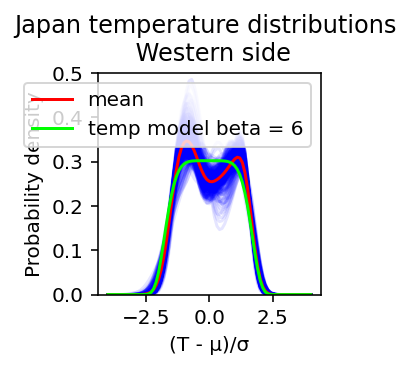 Japan temperature distributions
Western side
mean
temp model beta = 6
Probability density
0.5
0.4
0.3
0.2
0.1
0.0
−2.5 0.0 2.5
(T - μ)/σ